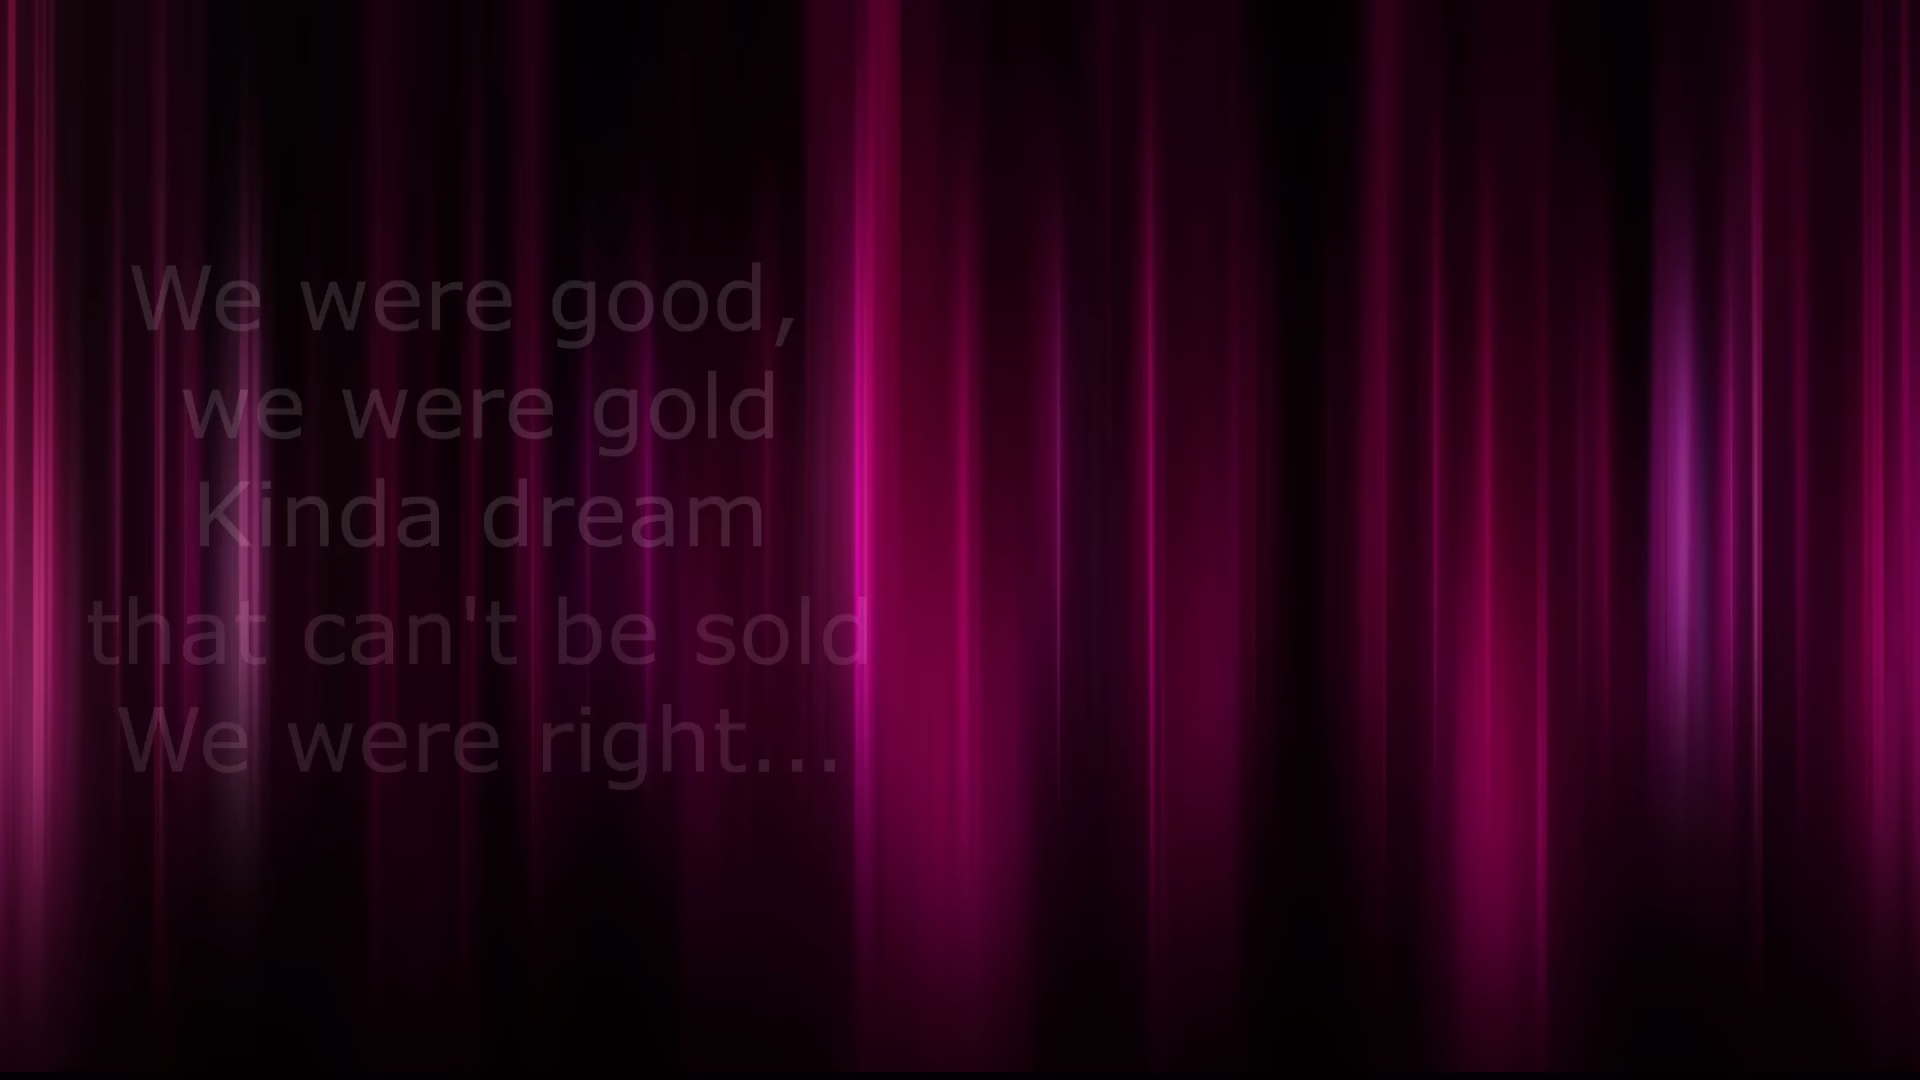 We were good,
we were gold
Kinda dream
that can't be sold
We were right...